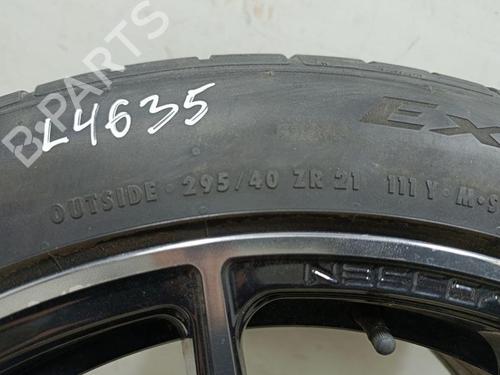 B-PARTS
L4635
EX
OUTSIDE · 295/40 ZR 21 111 Y · M·S